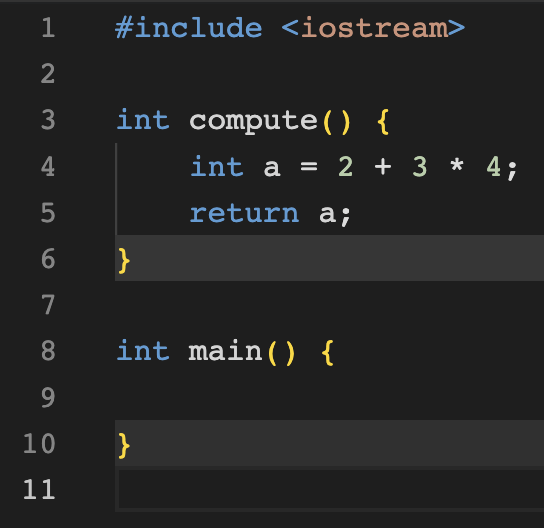 1 #include <iostream>
2
3 int compute() {
4     int a = 2 + 3 * 4;
5     return a;
6 }
7
8 int main() {
9
10 }
11